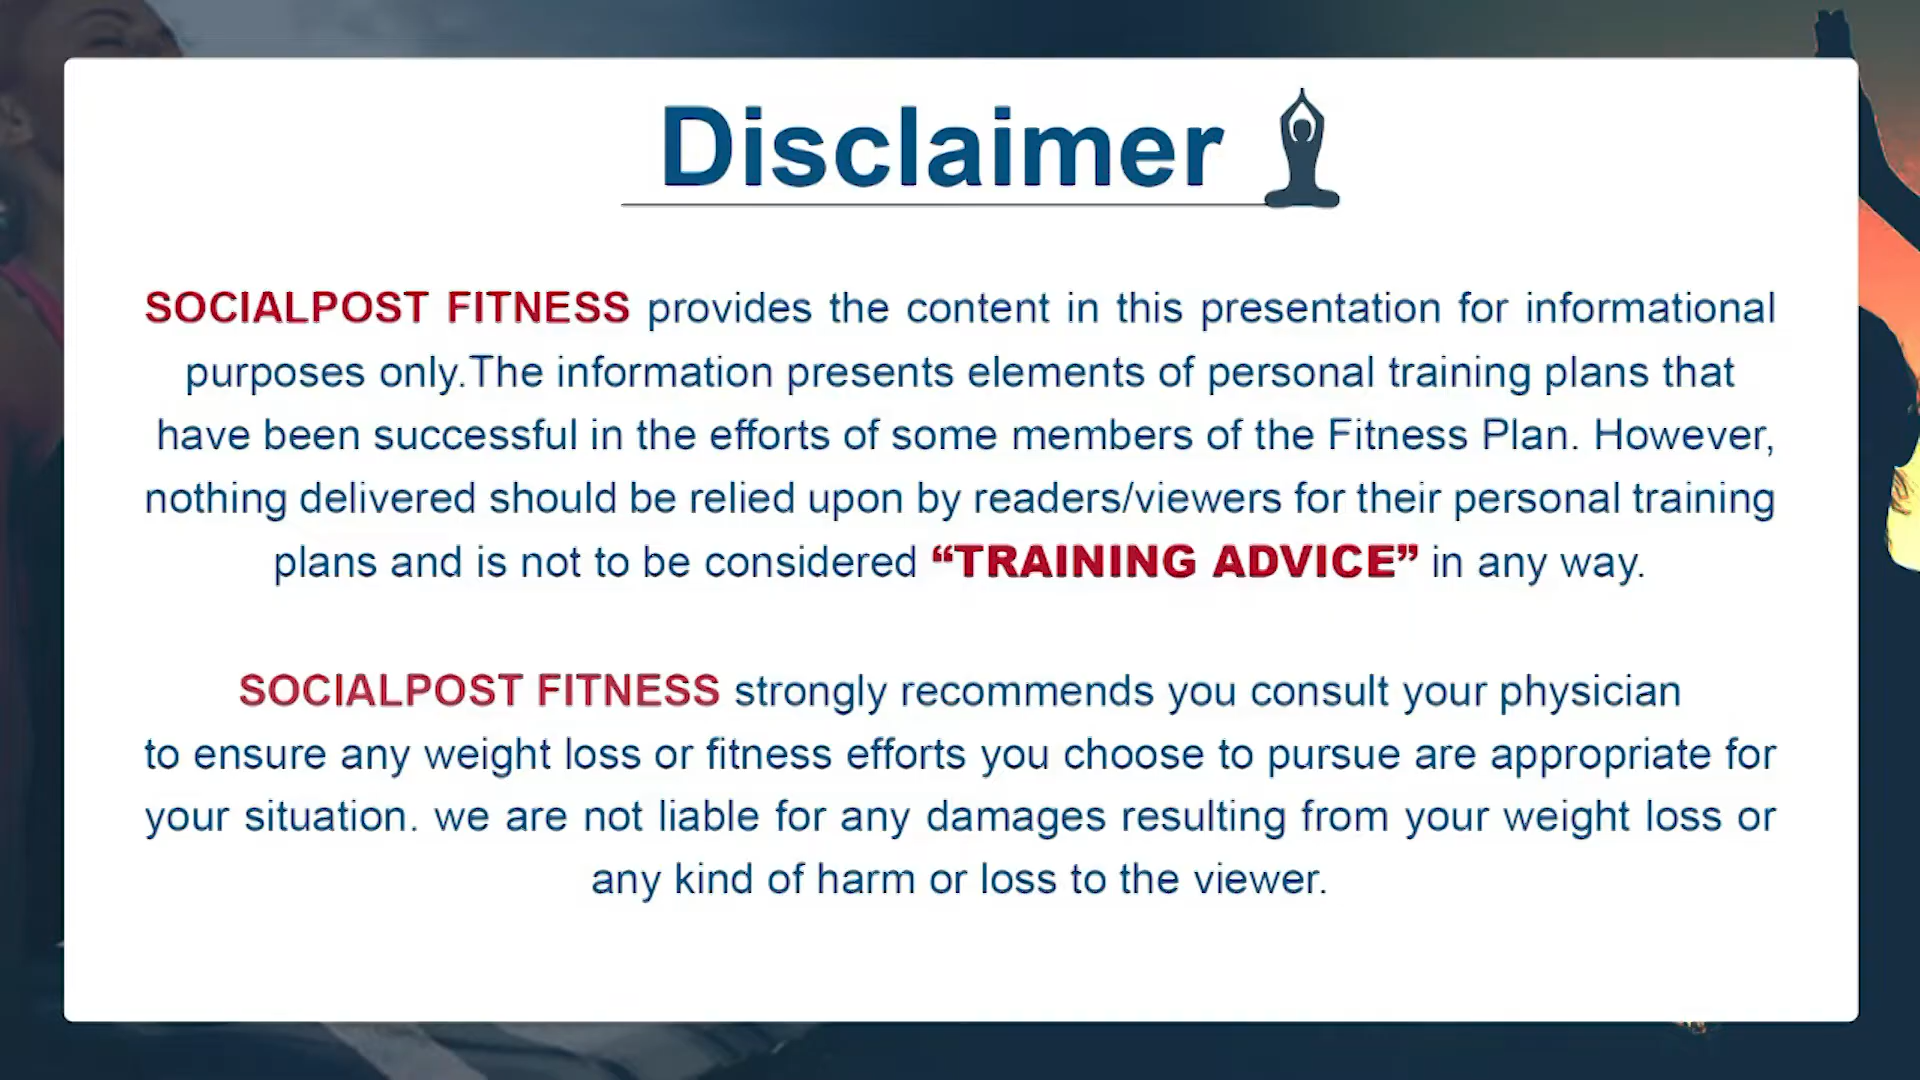 Disclaimer
SOCIALPOST FITNESS provides the content in this presentation for informational
purposes only.The information presents elements of personal training plans that
have been successful in the efforts of some members of the Fitness Plan. However,
nothing delivered should be relied upon by readers/viewers for their personal training
plans and is not to be considered “TRAINING ADVICE” in any way.
SOCIALPOST FITNESS strongly recommends you consult your physician
to ensure any weight loss or fitness efforts you choose to pursue are appropriate for
your situation. we are not liable for any damages resulting from your weight loss or
any kind of harm or loss to the viewer.